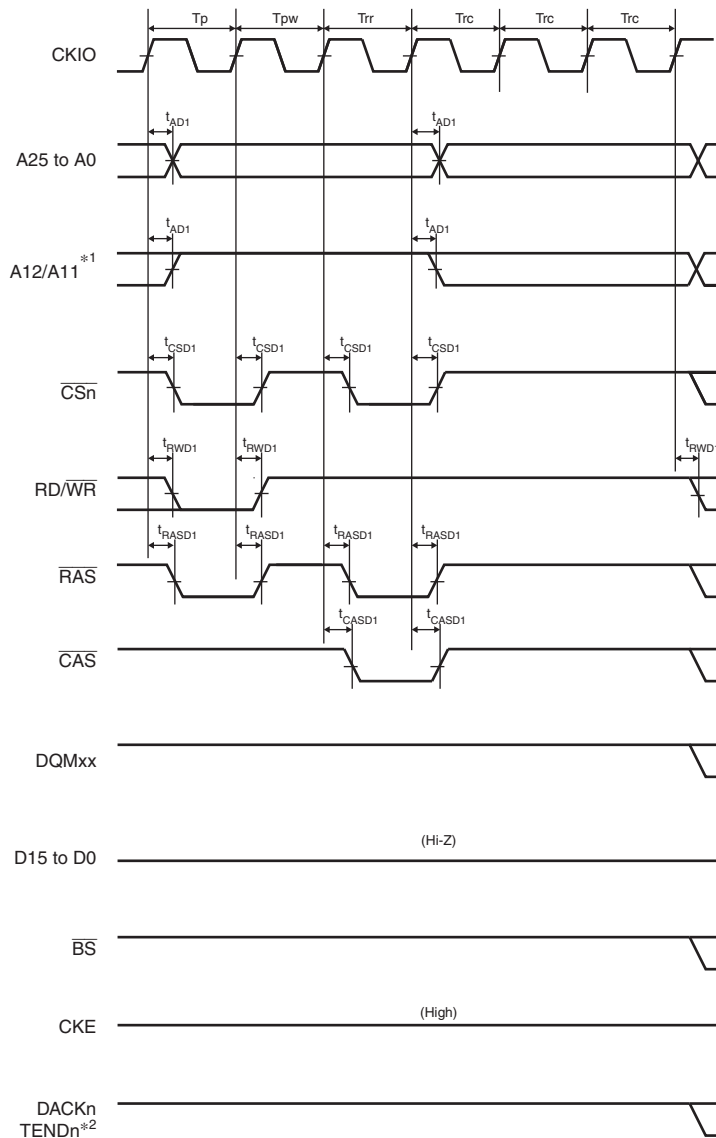 Tp Tpw Trr Trc Trc Trc
CKIO
tAD1 tAD1
A25 to A0
tAD1 tAD1
A12/A11*1
tCSD1 tCSD1 tCSD1 tCSD1
CSn
tRWD1 tRWD1 tRWD1
RD/WR
tRASD1 tRASD1 tRASD1 tRASD1
RAS
tCASD1 tCASD1
CAS
DQMxx
(Hi-Z)
D15 to D0
BS
(High)
CKE
DACKn
TENDn*2